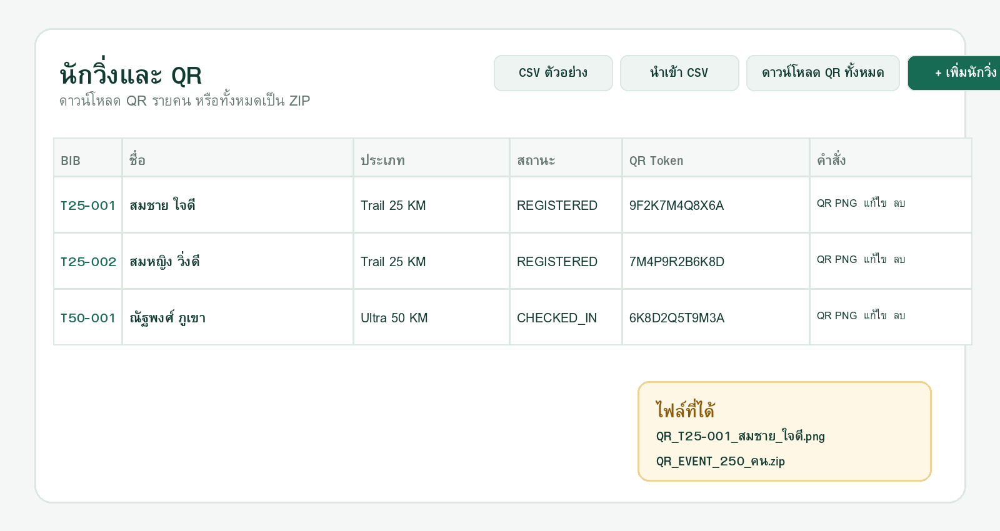 นักวิ่งและ QR
ดาวน์โหลด QR รายคน หรือทั้งหมดเป็น ZIP
CSV ตัวอย่าง
นำเข้า CSV
ดาวน์โหลด QR ทั้งหมด
+ เพิ่มนักวิ่ง
BIB ชื่อ ประเภท สถานะ QR Token คำสั่ง
T25-001 สมชาย ใจดี Trail 25 KM REGISTERED 9F2K7M4Q8X6A QR PNG แก้ไข ลบ
T25-002 สมหญิง วิ่งดี Trail 25 KM REGISTERED 7M4P9R2B6K8D QR PNG แก้ไข ลบ
T50-001 ณัฐพงศ์ ภูเขา Ultra 50 KM CHECKED_IN 6K8D2Q5T9M3A QR PNG แก้ไข ลบ
ไฟล์ที่ได้
QR_T25-001_สมชาย_ใจดี.png
QR_EVENT_250_คน.zip